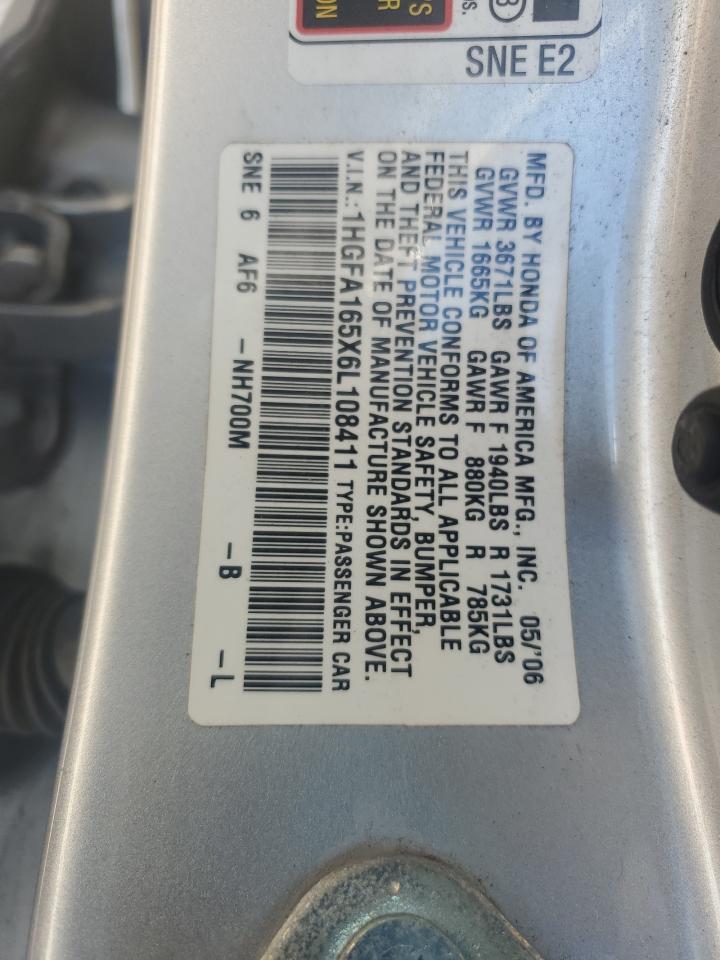 'S
R
ON
3
s.
SNE E2
MFD. BY HONDA OF AMERICA MFG., INC. 05/'06
GVWR 3671LBS GAWR F 1940LBS R 1731LBS
GVWR 1665KG GAWR F 880KG R 785KG
THIS VEHICLE CONFORMS TO ALL APPLICABLE
FEDERAL MOTOR VEHICLE SAFETY, BUMPER,
AND THEFT PREVENTION STANDARDS IN EFFECT
ON THE DATE OF MANUFACTURE SHOWN ABOVE.
V.I.N.: 1HGFA165X6L108411 TYPE:PASSENGER CAR
SNE 6 AF6 -NH700M -B -L